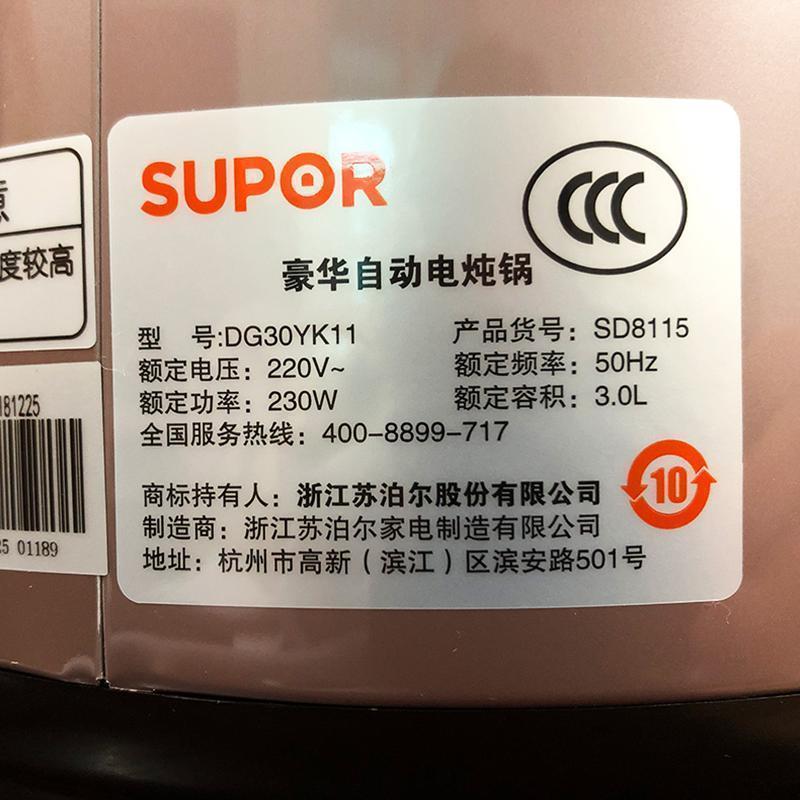 SUPOR
CCC
豪华自动电炖锅
型　号:DG30YK11　产品货号: SD8115
额定电压: 220V~　额定频率: 50Hz
额定功率: 230W　额定容积: 3.0L
全国服务热线: 400-8899-717
商标持有人: 浙江苏泊尔股份有限公司
制造商: 浙江苏泊尔家电制造有限公司
地址: 杭州市高新（滨江）区滨安路501号
10
度较高
181225
25 01189